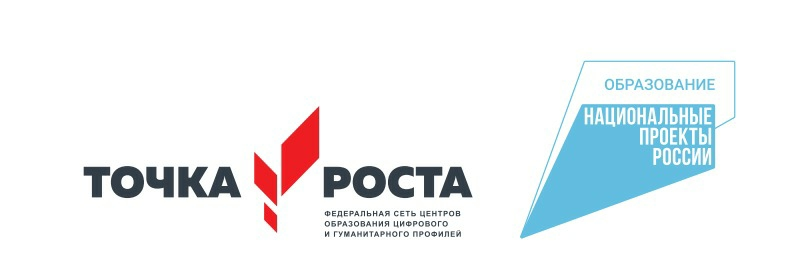 ТОЧКА РОСТА
ФЕДЕРАЛЬНАЯ СЕТЬ ЦЕНТРОВ
ОБРАЗОВАНИЯ ЦИФРОВОГО
И ГУМАНИТАРНОГО ПРОФИЛЕЙ
ОБРАЗОВАНИЕ
НАЦИОНАЛЬНЫЕ
ПРОЕКТЫ
РОССИИ